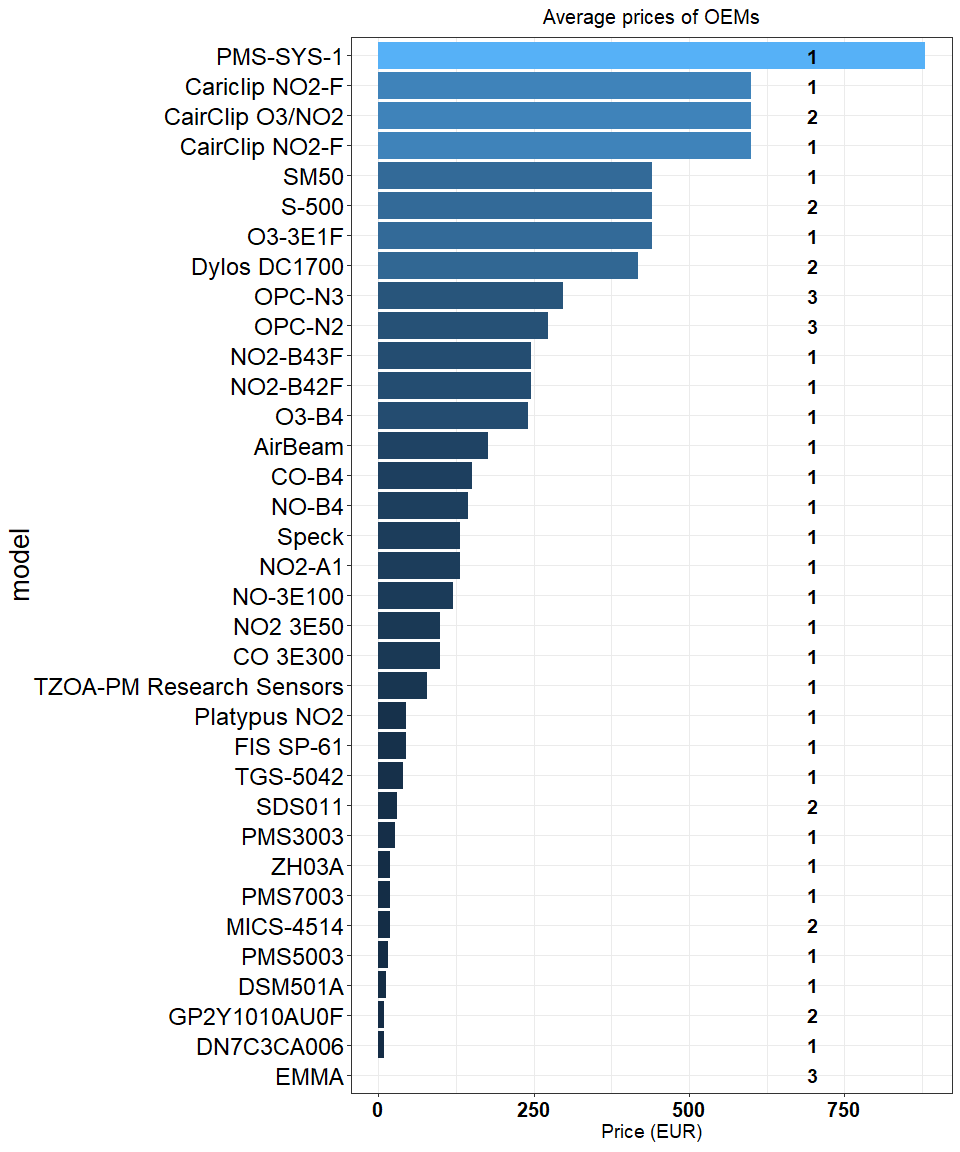 Average prices of OEMs
PMS-SYS-1 1
Cariclip NO2-F 1
CairClip O3/NO2 2
CairClip NO2-F 1
SM50 1
S-500 2
O3-3E1F 1
Dylos DC1700 2
OPC-N3 3
OPC-N2 3
NO2-B43F 1
NO2-B42F 1
O3-B4 1
AirBeam 1
CO-B4 1
NO-B4 1
Speck 1
NO2-A1 1
NO-3E100 1
NO2 3E50 1
CO 3E300 1
TZOA-PM Research Sensors 1
Platypus NO2 1
FIS SP-61 1
TGS-5042 1
SDS011 2
PMS3003 1
ZH03A 1
PMS7003 1
MICS-4514 2
PMS5003 1
DSM501A 1
GP2Y1010AU0F 2
DN7C3CA006 1
EMMA 3
model
0 250 500 750
Price (EUR)